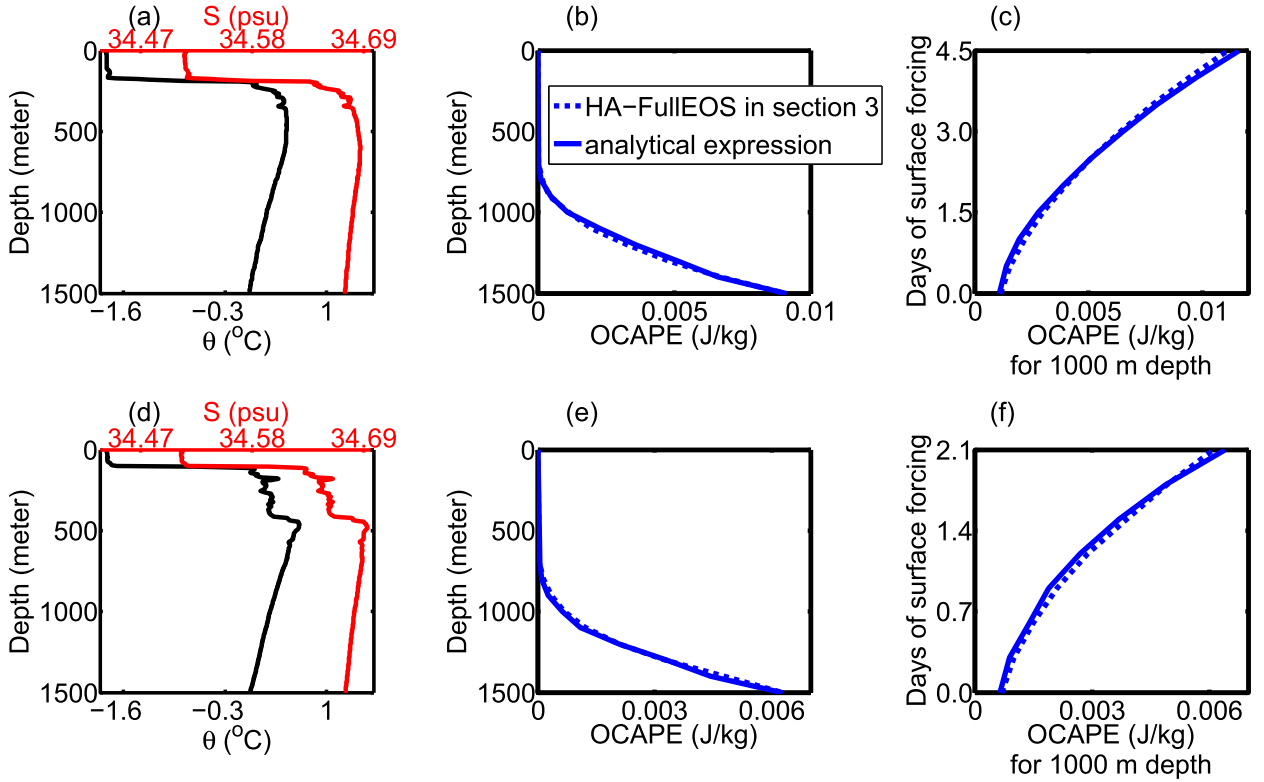 (a) S (psu)
34.47 34.58 34.69
0
500
1000
1500
Depth (meter)
−1.6 −0.3 1
θ (°C)
(b)
0
500
1000
1500
Depth (meter)
HA−FullEOS in section 3
analytical expression
0 0.005 0.01
OCAPE (J/kg)
(c)
4.5
3.0
1.5
0.0
Days of surface forcing
0 0.005 0.01
OCAPE (J/kg)
for 1000 m depth
(d) S (psu)
34.47 34.58 34.69
0
500
1000
1500
Depth (meter)
−1.6 −0.3 1
θ (°C)
(e)
0
500
1000
1500
Depth (meter)
0 0.003 0.006
OCAPE (J/kg)
(f)
2.1
1.4
0.7
0.0
Days of surface forcing
0 0.003 0.006
OCAPE (J/kg)
for 1000 m depth